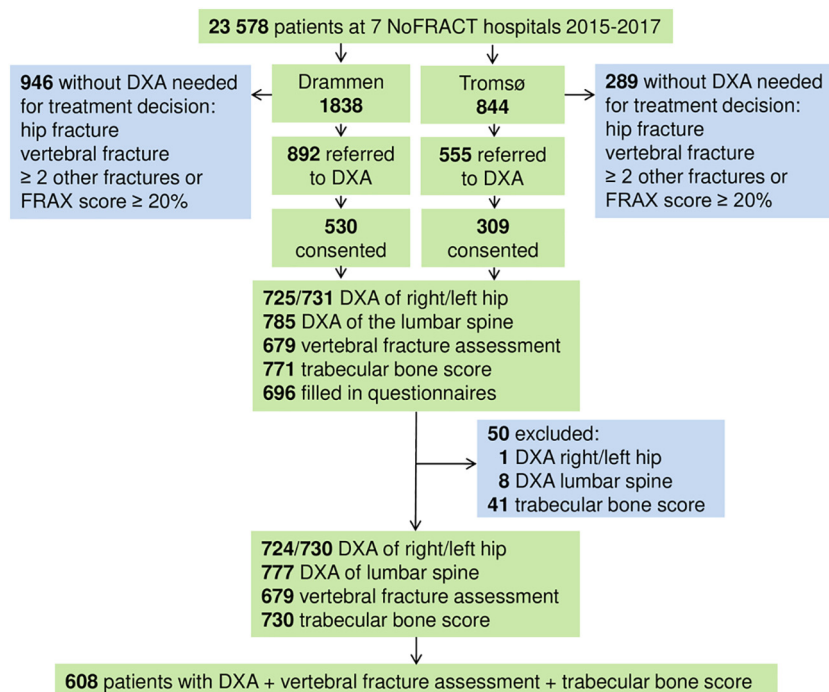 23 578 patients at 7 NoFRACT hospitals 2015-2017
946 without DXA needed
for treatment decision:
hip fracture
vertebral fracture
≥ 2 other fractures or
FRAX score ≥ 20%
Drammen
1838
Tromsø
844
289 without DXA needed
for treatment decision:
hip fracture
vertebral fracture
≥ 2 other fractures or
FRAX score ≥ 20%
892 referred
to DXA
555 referred
to DXA
530
consented
309
consented
725/731 DXA of right/left hip
785 DXA of the lumbar spine
679 vertebral fracture assessment
771 trabecular bone score
696 filled in questionnaires
50 excluded:
1 DXA right/left hip
8 DXA lumbar spine
41 trabecular bone score
724/730 DXA of right/left hip
777 DXA of lumbar spine
679 vertebral fracture assessment
730 trabecular bone score
608 patients with DXA + vertebral fracture assessment + trabecular bone score